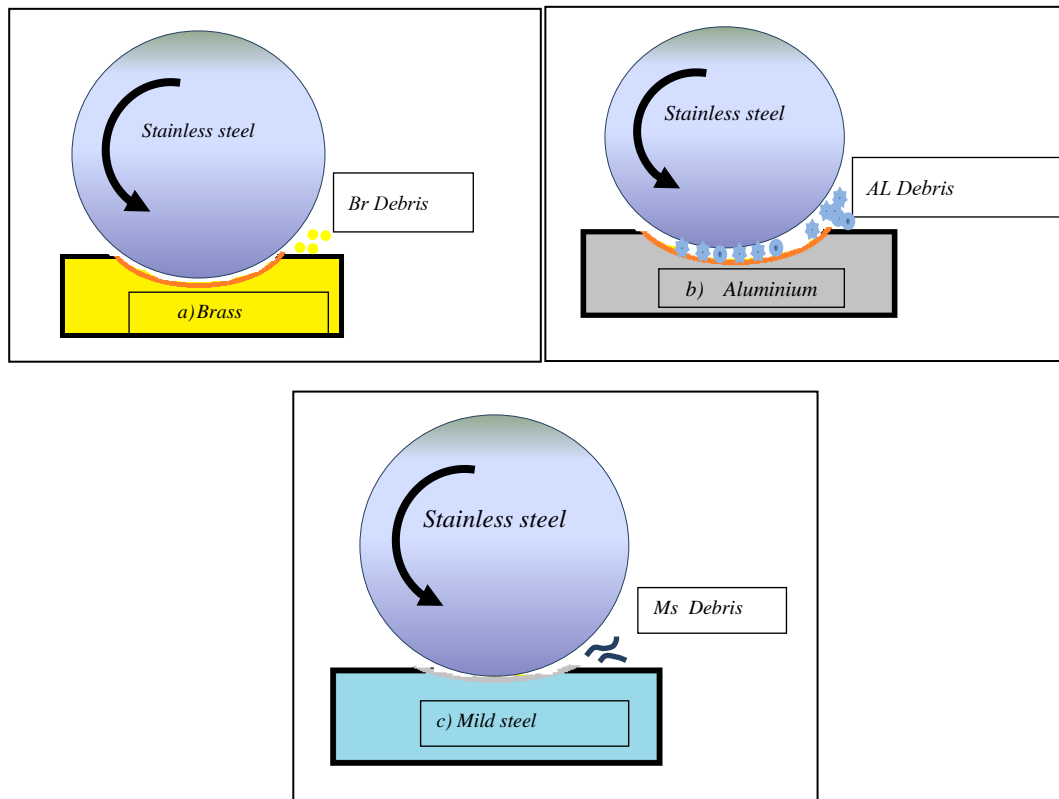 Stainless steel
Br Debris
a)Brass
Stainless steel
AL Debris
b) Aluminium
Stainless steel
Ms Debris
c) Mild steel